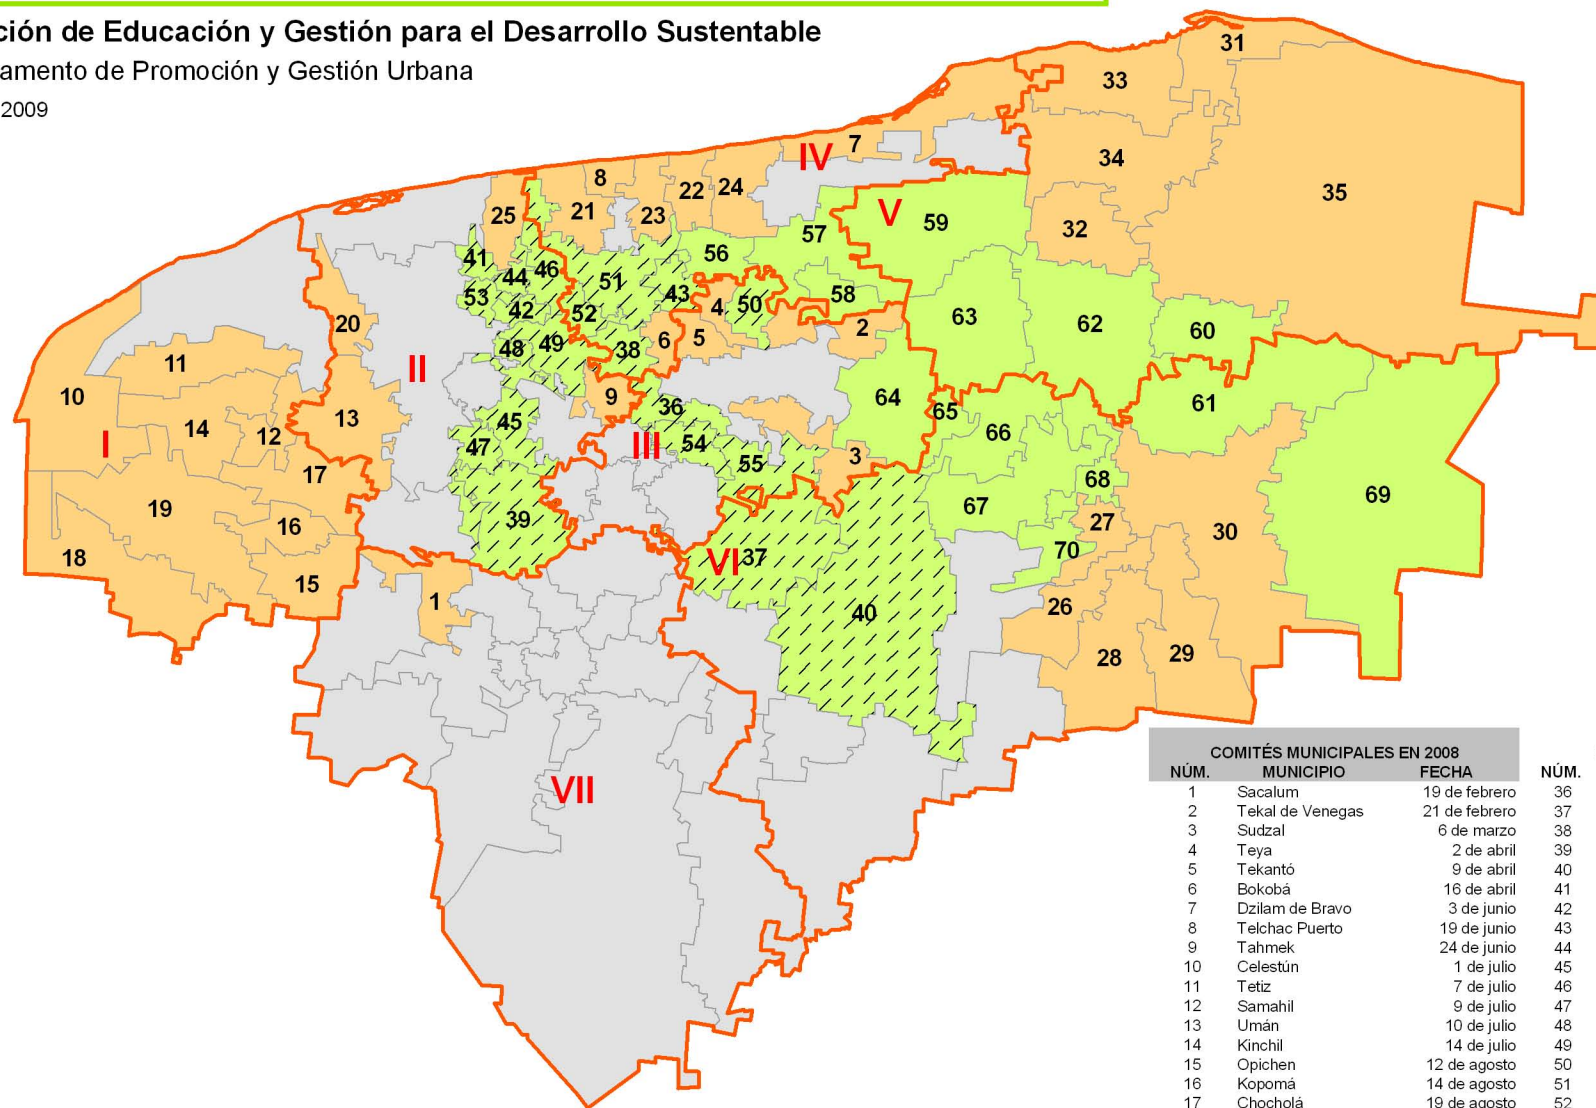 ción de Educación y Gestión para el Desarrollo Sustentable
amento de Promoción y Gestión Urbana
2009
31
33
7
IV
34
8
22
24
35
25
21
23
V
59
32
57
41
56
46
44
51
53
43
58
42
52
4
50
63
62
20
2
60
5
6
48
49
38
11
II
10
9
64
61
36
65
13
14
12
45
66
I
47
III
54
3
55
17
68
69
19
67
39
27
16
30
70
18
VI
37
15
1
26
40
28
29
VII
COMITÉS MUNICIPALES EN 2008
NÚM. MUNICIPIO FECHA NÚM.
1 Sacalum 19 de febrero 36
2 Tekal de Venegas 21 de febrero 37
3 Sudzal 6 de marzo 38
4 Teya 2 de abril 39
5 Tekantó 9 de abril 40
6 Bokobá 16 de abril 41
7 Dzilam de Bravo 3 de junio 42
8 Telchac Puerto 19 de junio 43
9 Tahmek 24 de junio 44
10 Celestún 1 de julio 45
11 Tetiz 7 de julio 46
12 Samahil 9 de julio 47
13 Umán 10 de julio 48
14 Kinchil 14 de julio 49
15 Opichen 12 de agosto 50
16 Kopomá 14 de agosto 51
17 Chocholá 19 de agosto 52